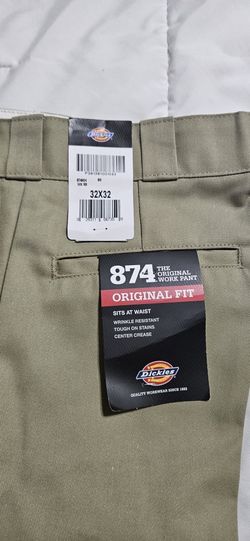 Dickies
32X32
874 THE ORIGINAL WORK PANT
ORIGINAL FIT
SITS AT WAIST
WRINKLE RESISTANT
TOUGH ON STAINS
CENTER CREASE
Dickies
QUALITY WORKWEAR SINCE 1922